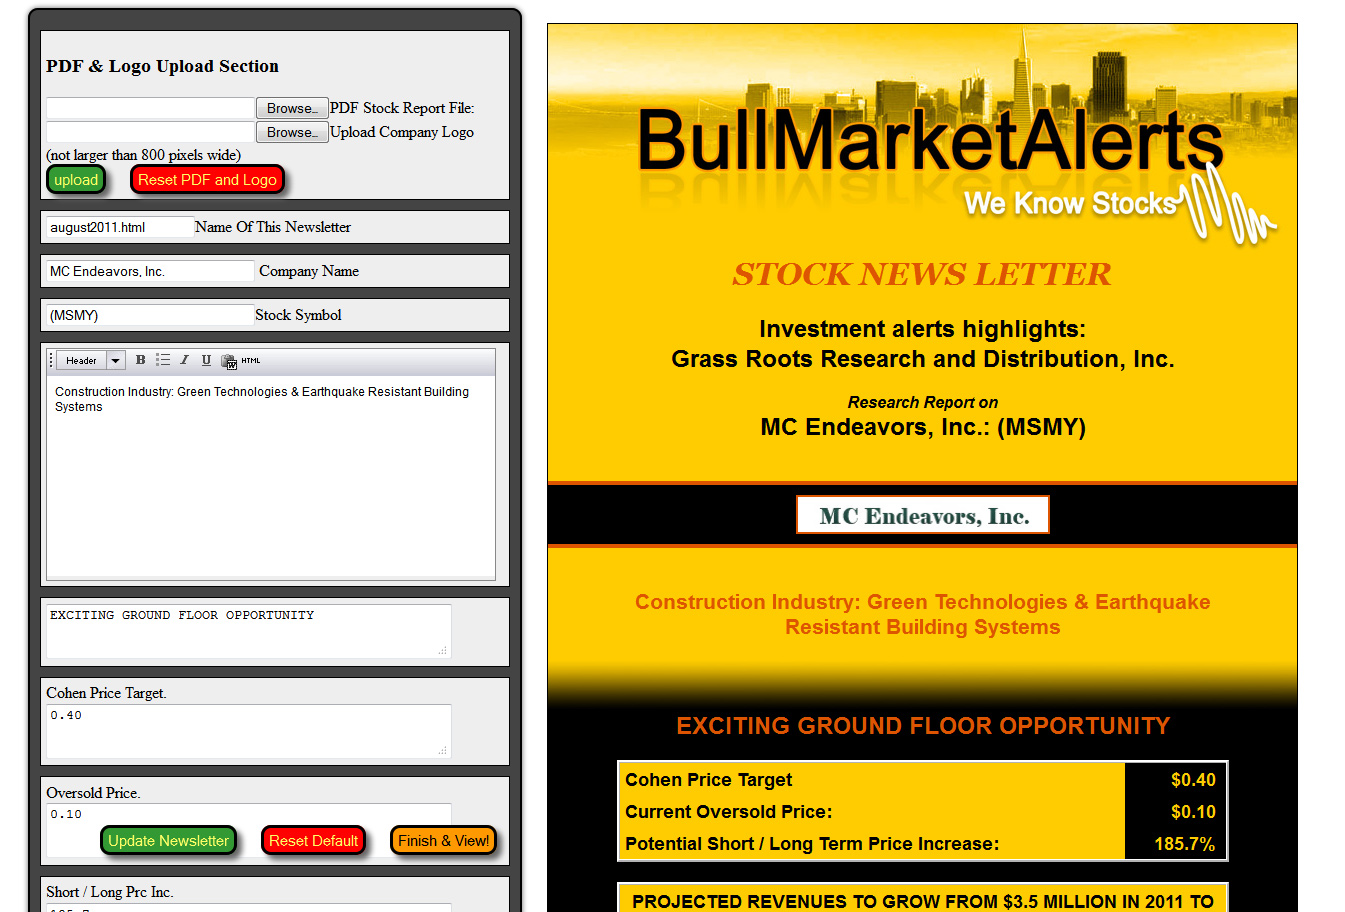 PDF & Logo Upload Section
Browse_ PDF Stock Report File:
Browse_ Upload Company Logo
(not larger than 800 pixels wide)
upload Reset PDF and Logo
august2011.html Name Of This Newsletter
MC Endeavors, Inc. Company Name
(MSMY) Stock Symbol
Header B I U W HTML
Construction Industry: Green Technologies & Earthquake Resistant Building
Systems
EXCITING GROUND FLOOR OPPORTUNITY
Cohen Price Target.
0.40
Oversold Price.
0.10
Update Newsletter Reset Default Finish & View!
Short / Long Prc Inc.
185.7
BullMarketAlerts
We Know Stocks
STOCK NEWS LETTER
Investment alerts highlights:
Grass Roots Research and Distribution, Inc.
Research Report on
MC Endeavors, Inc.: (MSMY)
MC Endeavors, Inc.
Construction Industry: Green Technologies & Earthquake
Resistant Building Systems
EXCITING GROUND FLOOR OPPORTUNITY
Cohen Price Target $0.40
Current Oversold Price: $0.10
Potential Short / Long Term Price Increase: 185.7%
PROJECTED REVENUES TO GROW FROM $3.5 MILLION IN 2011 TO